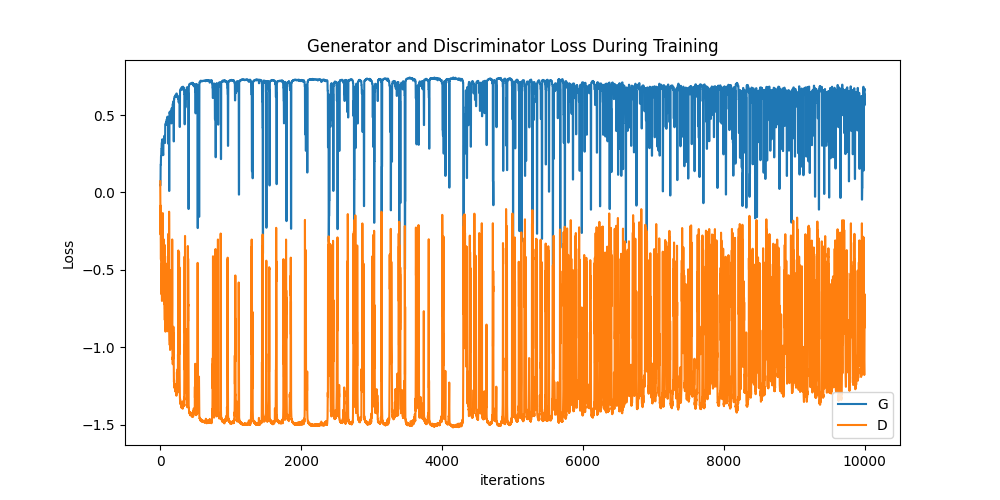 Generator and Discriminator Loss During Training
Loss
0.5
0.0
−0.5
−1.0
−1.5
0
2000
4000
6000
8000
10000
iterations
G
D